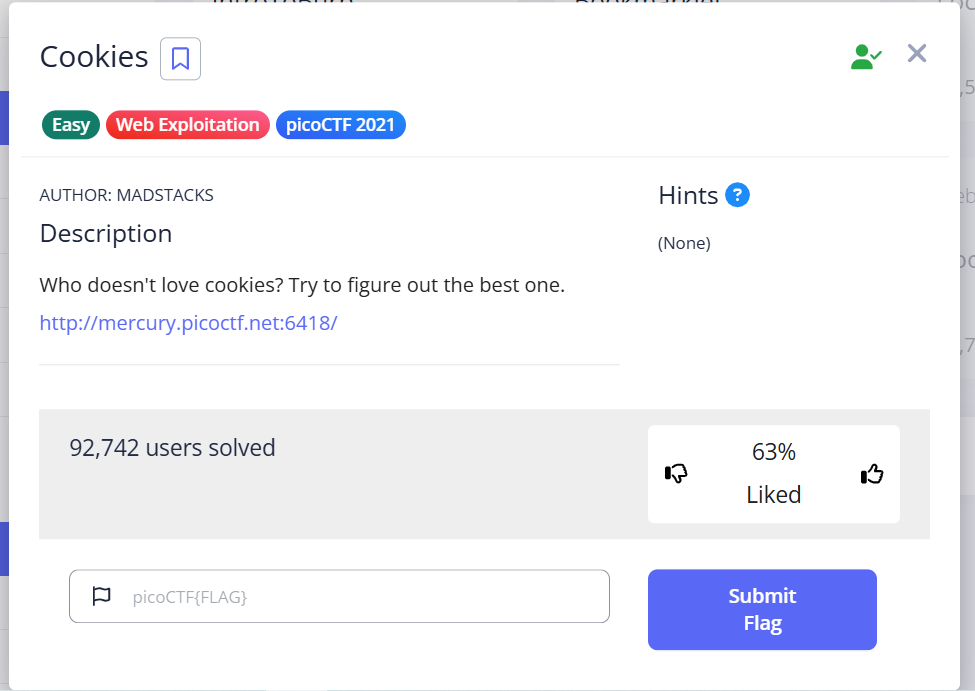 Cookies
Easy Web Exploitation picoCTF 2021
AUTHOR: MADSTACKS
Description
Who doesn't love cookies? Try to figure out the best one.
http://mercury.picoctf.net:6418/
Hints ?
(None)
92,742 users solved
63%
Liked
picoCTF{FLAG}
Submit
Flag